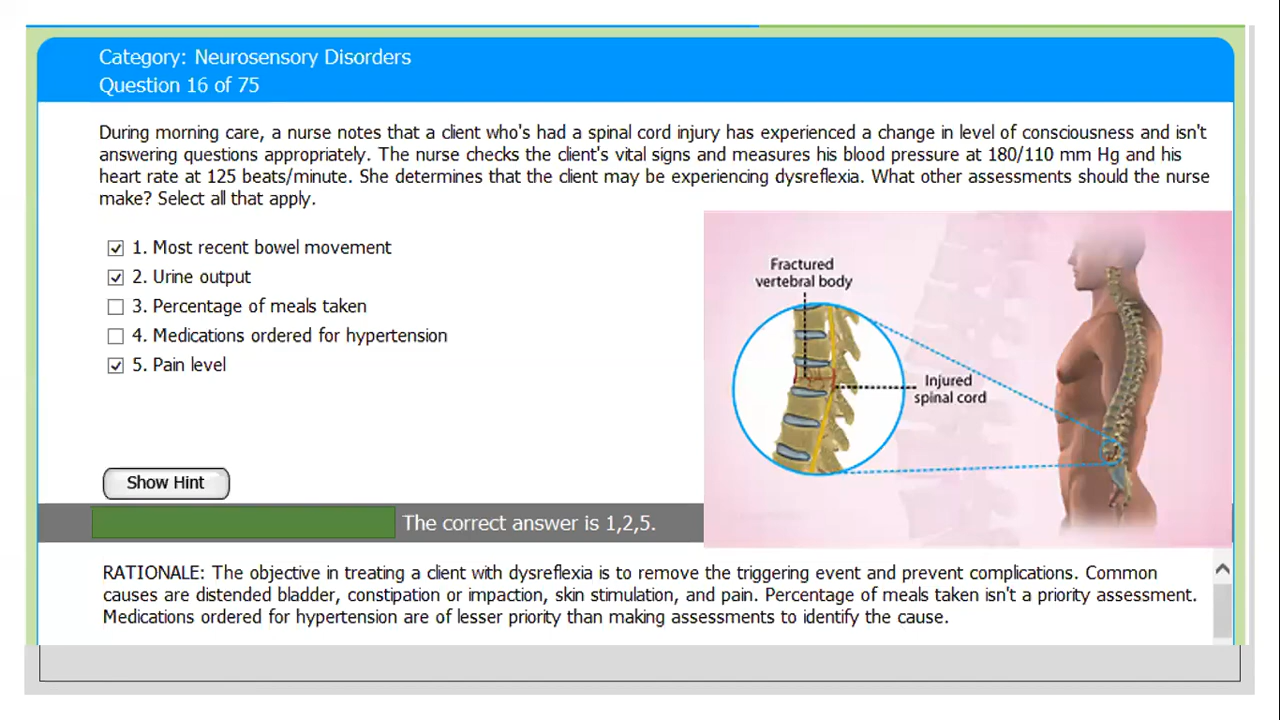 Category: Neurosensory Disorders
Question 16 of 75
During morning care, a nurse notes that a client who's had a spinal cord injury has experienced a change in level of consciousness and isn't
answering questions appropriately. The nurse checks the client's vital signs and measures his blood pressure at 180/110 mm Hg and his
heart rate at 125 beats/minute. She determines that the client may be experiencing dysreflexia. What other assessments should the nurse
make? Select all that apply.
1. Most recent bowel movement
2. Urine output
3. Percentage of meals taken
4. Medications ordered for hypertension
5. Pain level
Fractured
vertebral body
Injured
spinal cord
Show Hint
The correct answer is 1,2,5.
RATIONALE: The objective in treating a client with dysreflexia is to remove the triggering event and prevent complications. Common
causes are distended bladder, constipation or impaction, skin stimulation, and pain. Percentage of meals taken isn't a priority assessment.
Medications ordered for hypertension are of lesser priority than making assessments to identify the cause.